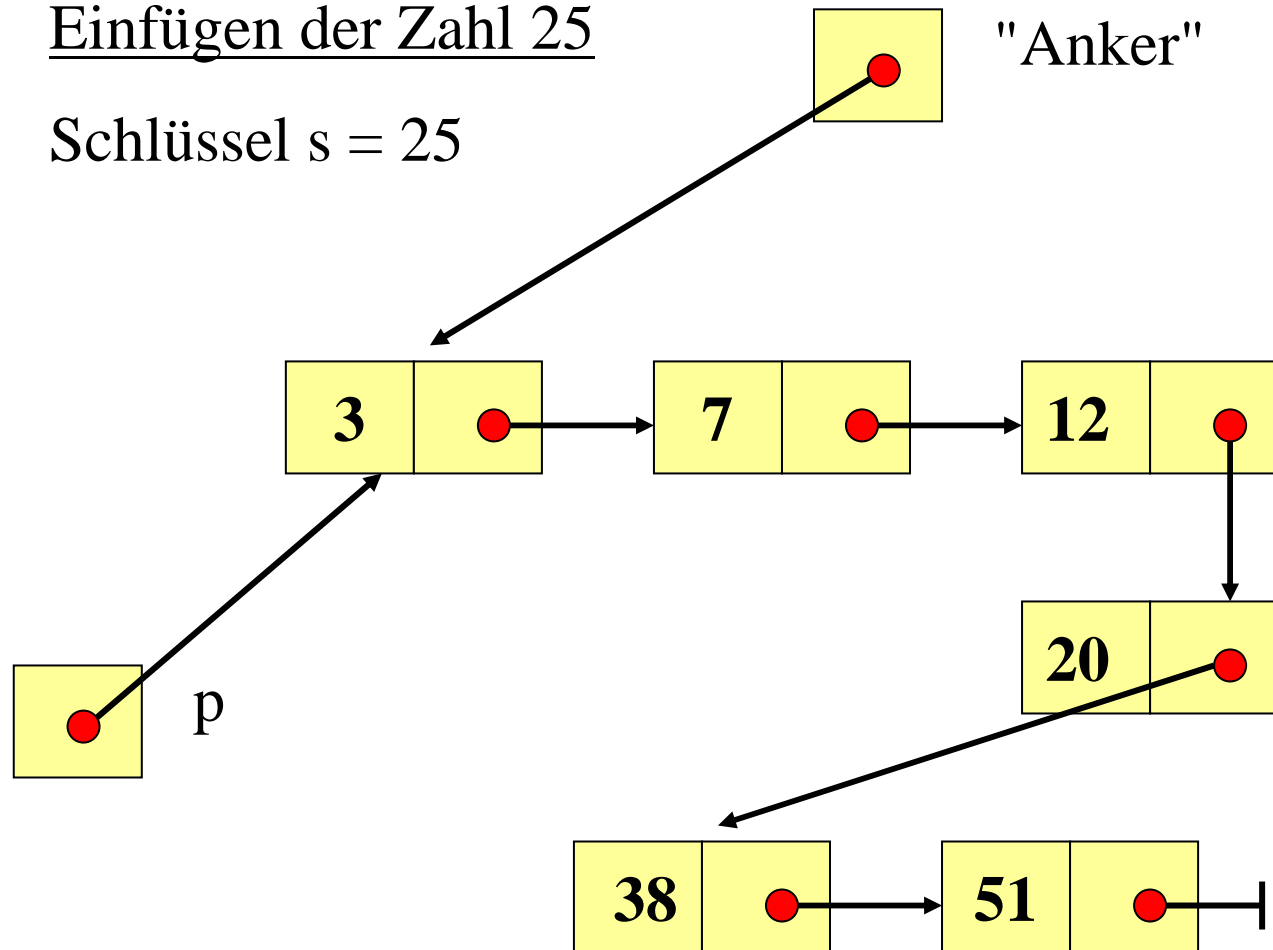 Einfügen der Zahl 25
"Anker"
Schlüssel s = 25
3 7 12
20
p
38 51